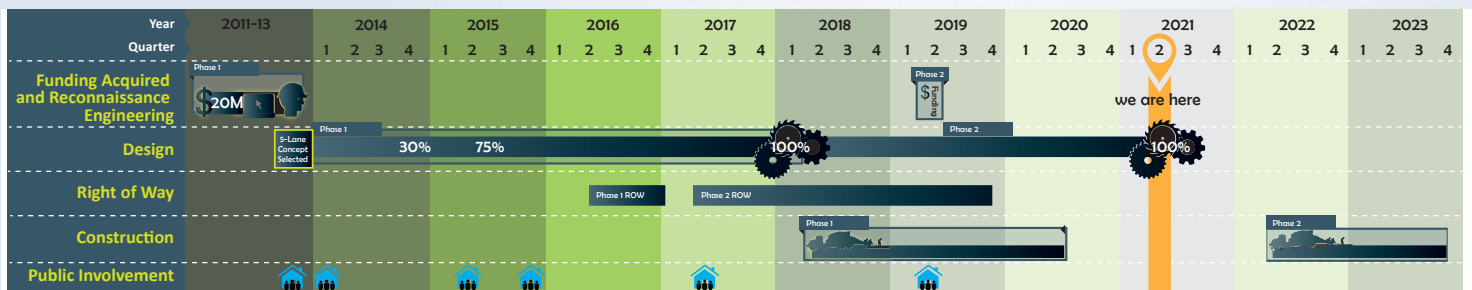 Year 2011-13 2014 2015 2016 2017 2018 2019 2020 2021 2022 2023
Quarter 1 2 3 4 1 2 3 4 1 2 3 4 1 2 3 4 1 2 3 4 1 2 3 4 1 2 3 4 1 2 3 4 1 2 3 4 1 2 3 4
Funding Acquired
and Reconnaissance
Engineering
Phase 1
$20M
Phase 2
$
Funding
we are here
Design
5-Lane
Concept
Selected
Phase 1
30% 75% 100%
Phase 2
100%
Right of Way
Phase 1 ROW
Phase 2 ROW
Construction
Phase 1
Phase 2
Public Involvement